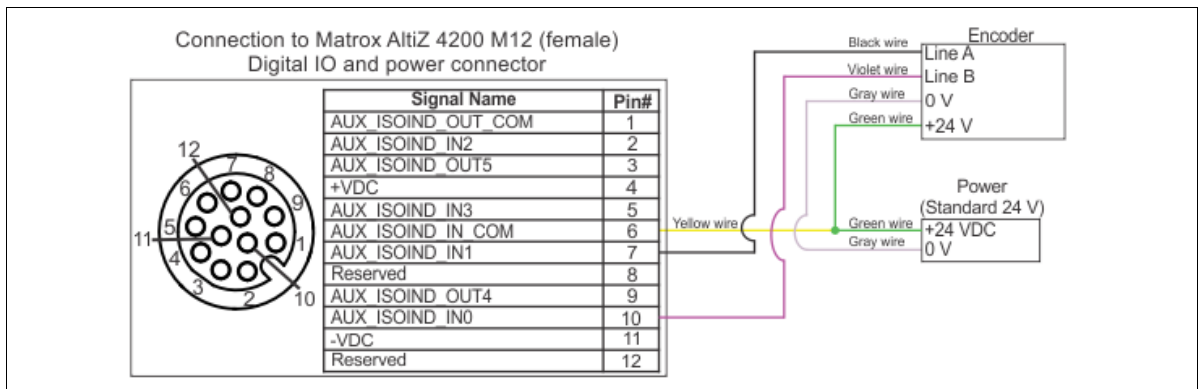 Connection to Matrox AltiZ 4200 M12 (female)
Digital IO and power connector
Signal Name Pin#
AUX_ISOIND_OUT_COM 1
AUX_ISOIND_IN2 2
AUX_ISOIND_OUT5 3
+VDC 4
AUX_ISOIND_IN3 5
AUX_ISOIND_IN_COM 6
AUX_ISOIND_IN1 7
Reserved 8
AUX_ISOIND_OUT4 9
AUX_ISOIND_IN0 10
-VDC 11
Reserved 12
12
7
8
6
9
5
11
1
4
3
2
10
Encoder
Black wire Line A
Violet wire Line B
Gray wire 0 V
Green wire +24 V
Power
(Standard 24 V)
Yellow wire
Green wire +24 VDC
Gray wire 0 V